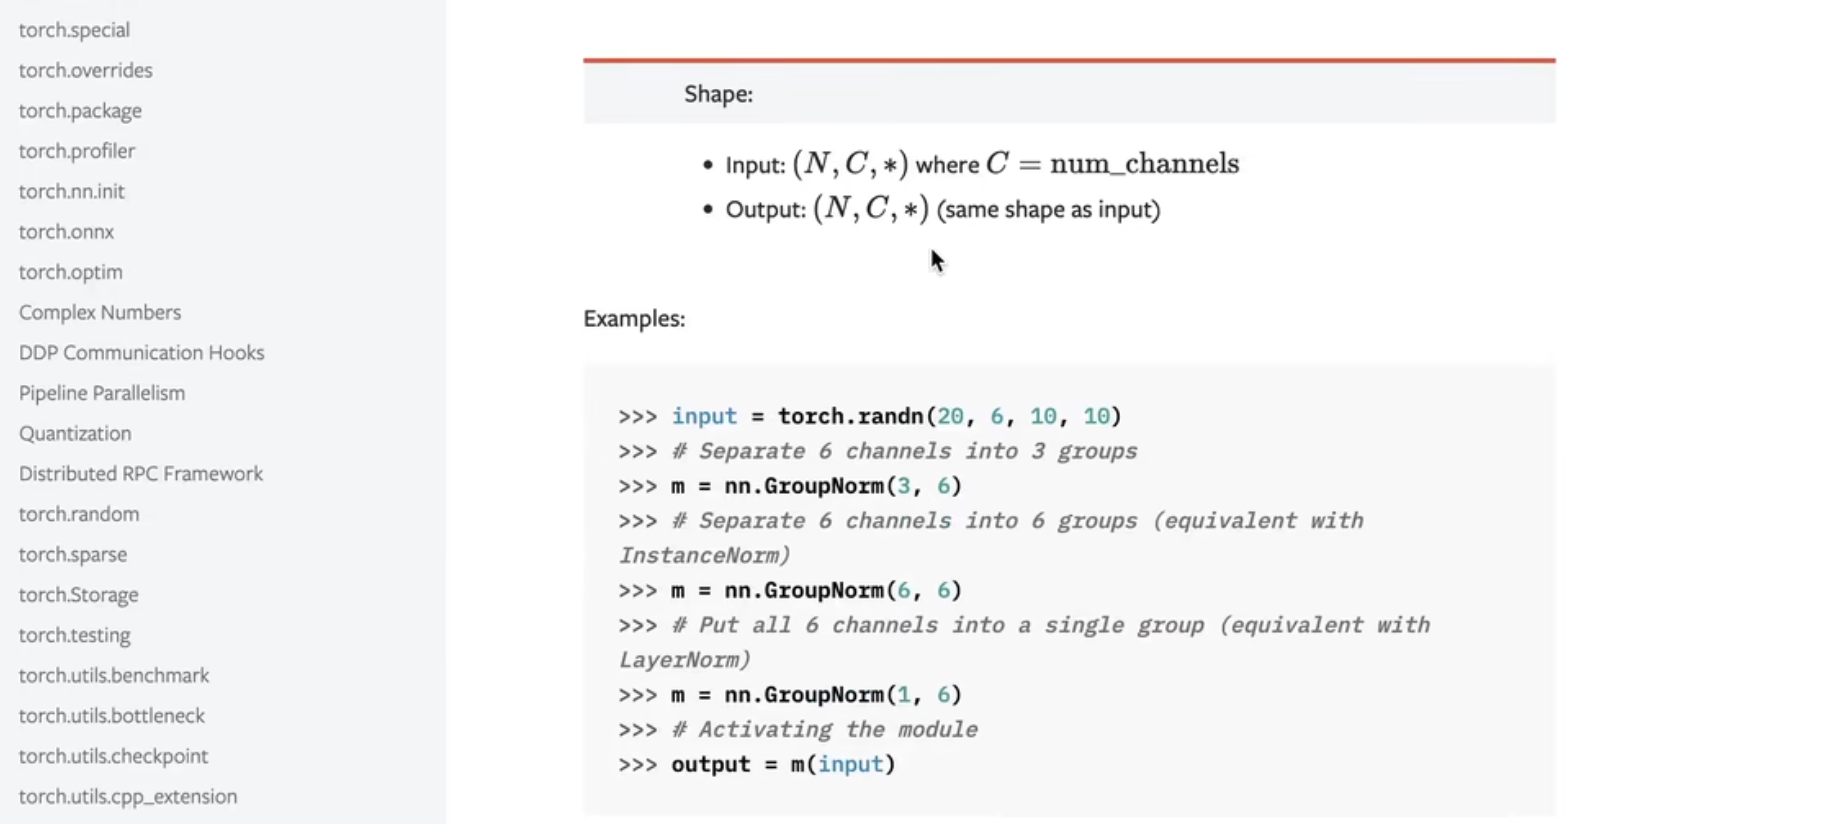 torch.special
torch.overrides
torch.package
torch.profiler
torch.nn.init
torch.onnx
torch.optim
Complex Numbers
DDP Communication Hooks
Pipeline Parallelism
Quantization
Distributed RPC Framework
torch.random
torch.sparse
torch.Storage
torch.testing
torch.utils.benchmark
torch.utils.bottleneck
torch.utils.checkpoint
torch.utils.cpp_extension
Shape:
• Input: (N, C, *) where C = num_channels
• Output: (N, C, *) (same shape as input)
Examples:
>>> input = torch.randn(20, 6, 10, 10)
>>> # Separate 6 channels into 3 groups
>>> m = nn.GroupNorm(3, 6)
>>> # Separate 6 channels into 6 groups (equivalent with
InstanceNorm)
>>> m = nn.GroupNorm(6, 6)
>>> # Put all 6 channels into a single group (equivalent with
LayerNorm)
>>> m = nn.GroupNorm(1, 6)
>>> # Activating the module
>>> output = m(input)